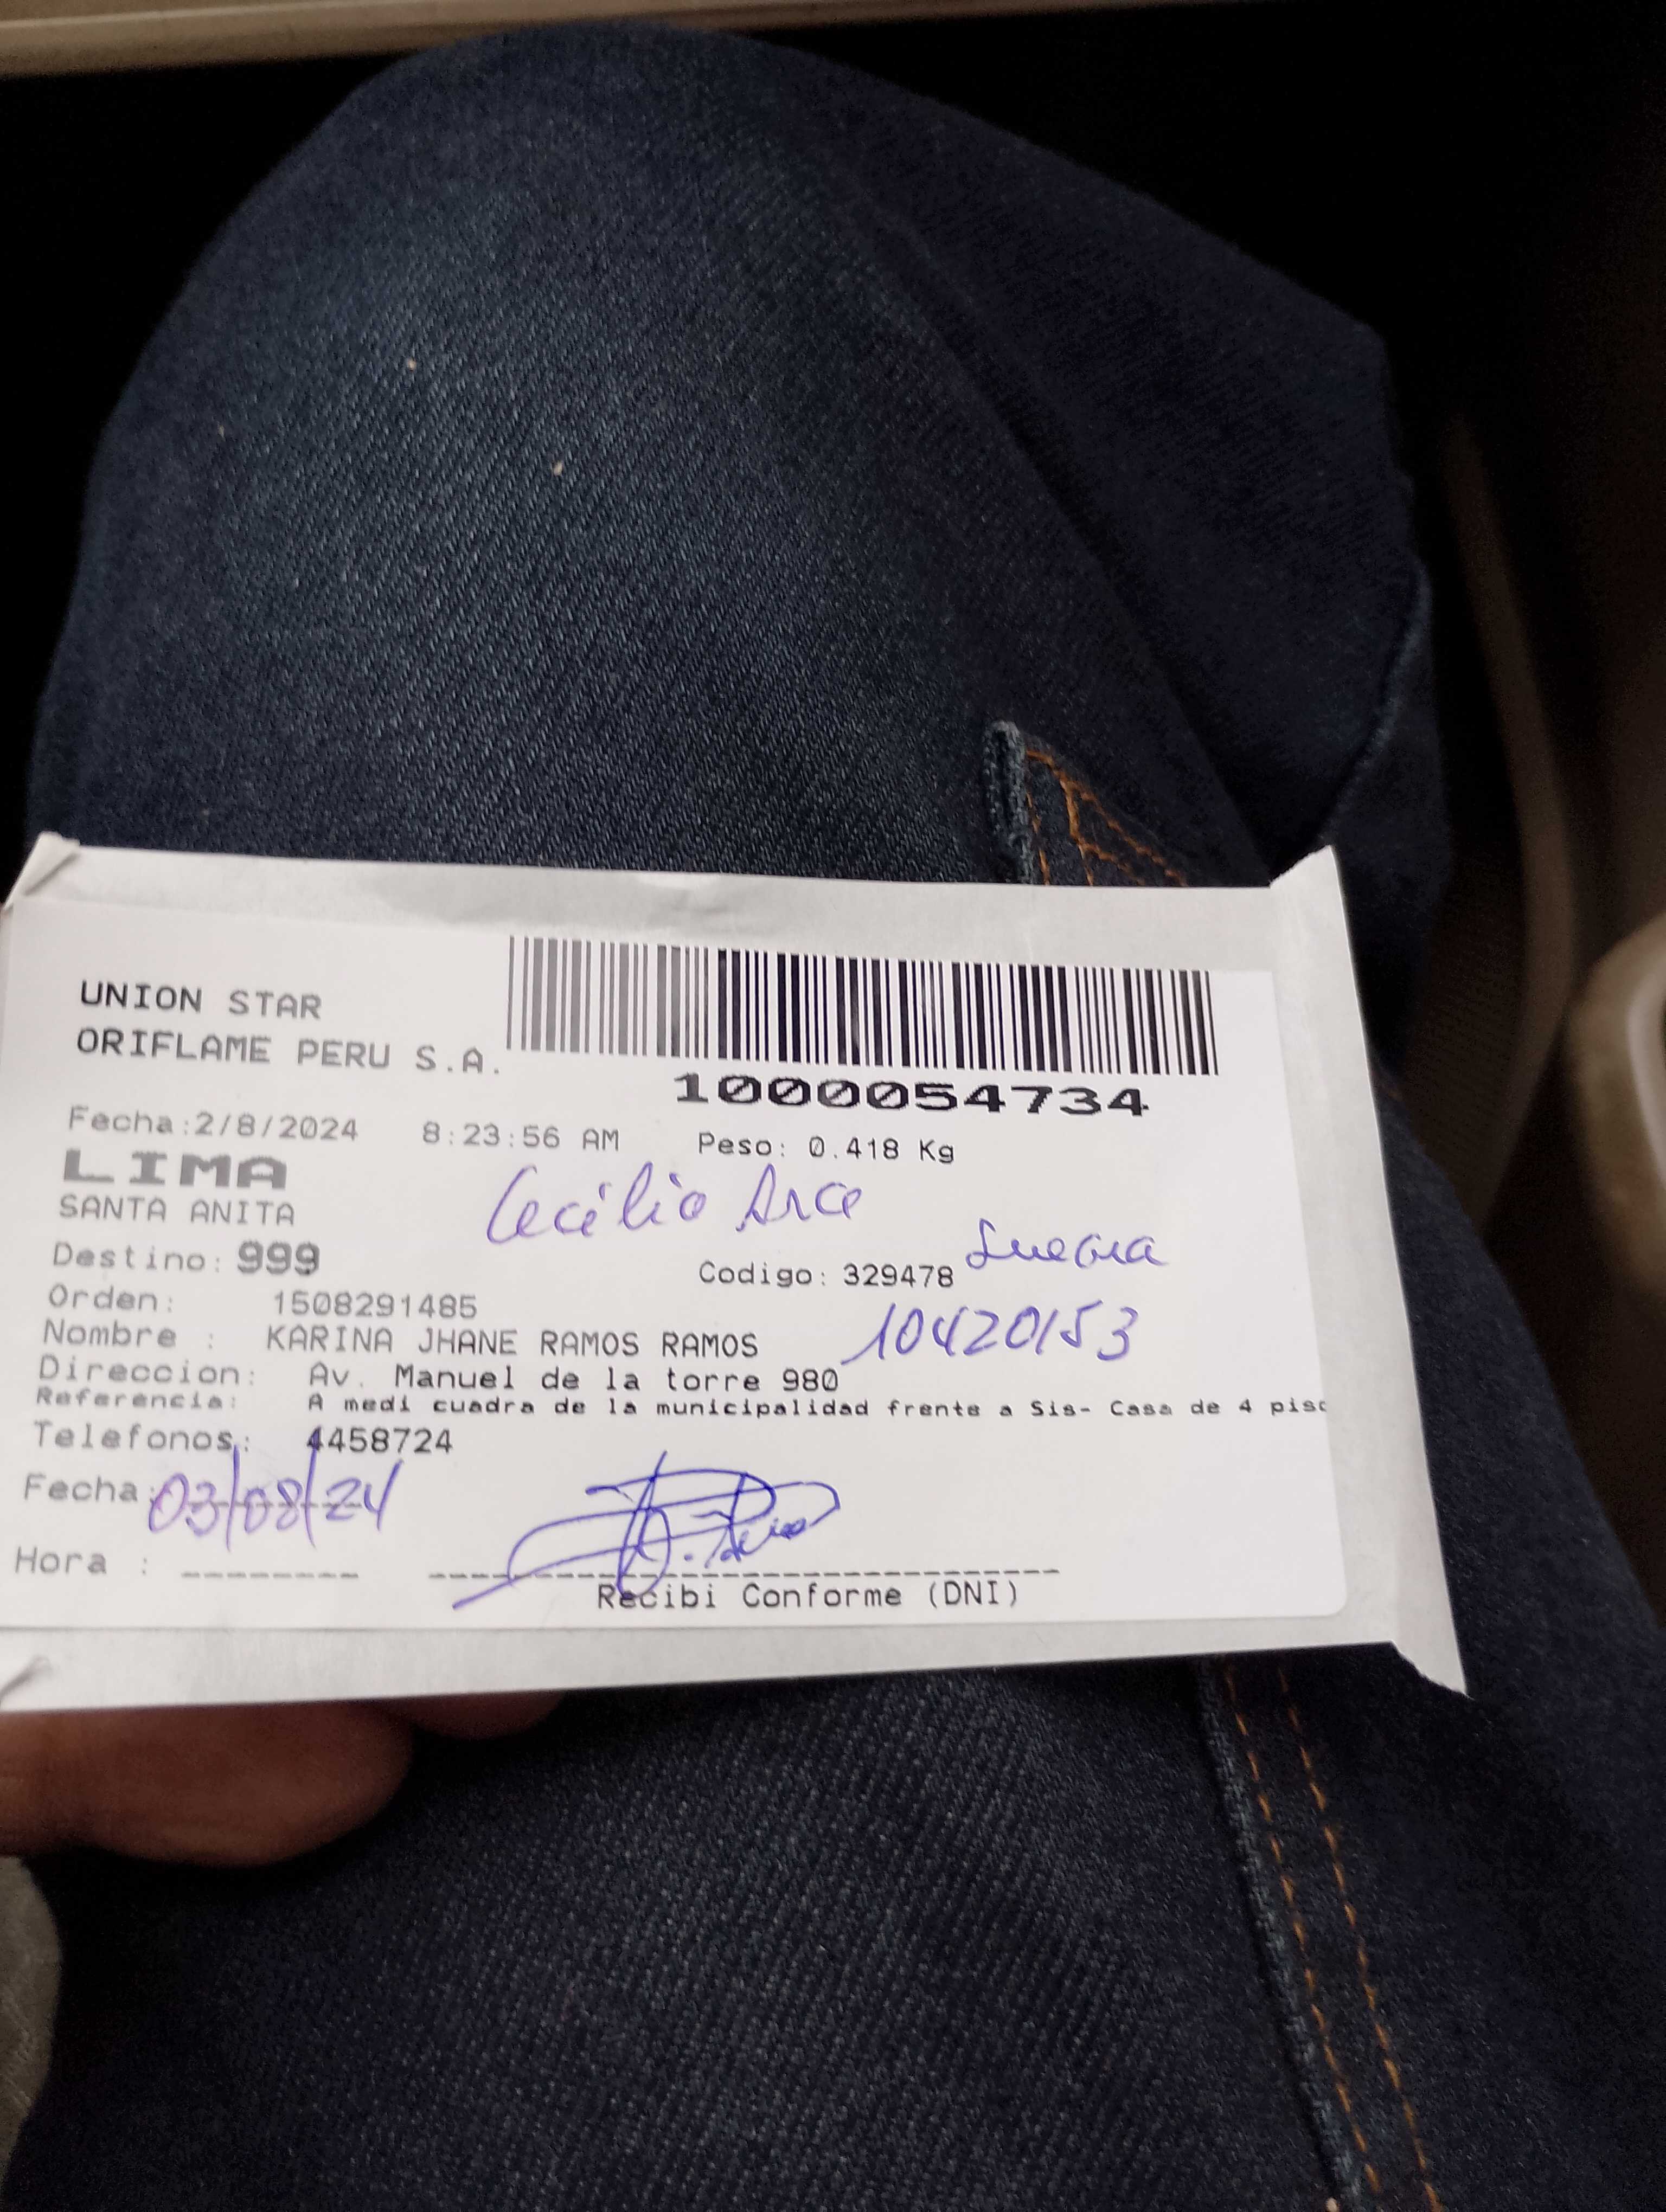 UNION STAR
ORIFLAME PERU S.A.
1000054734
Fecha:2/8/2024 8:23:56 AM Peso: 0.418 Kg
LIMA
SANTA ANITA
Cecilio Arce
Suegra
Destino: 999
Codigo: 329478
Orden: 1508291485
Nombre : KARINA JHANE RAMOS RAMOS
10420153
Direccion: Av. Manuel de la torre 980
Referencia: A medi cuadra de la municipalidad frente a Sis- Casa de 4 piso
Telefonos: 4458724
Fecha: 03/08/24
Hora :
Recibi Conforme (DNI)